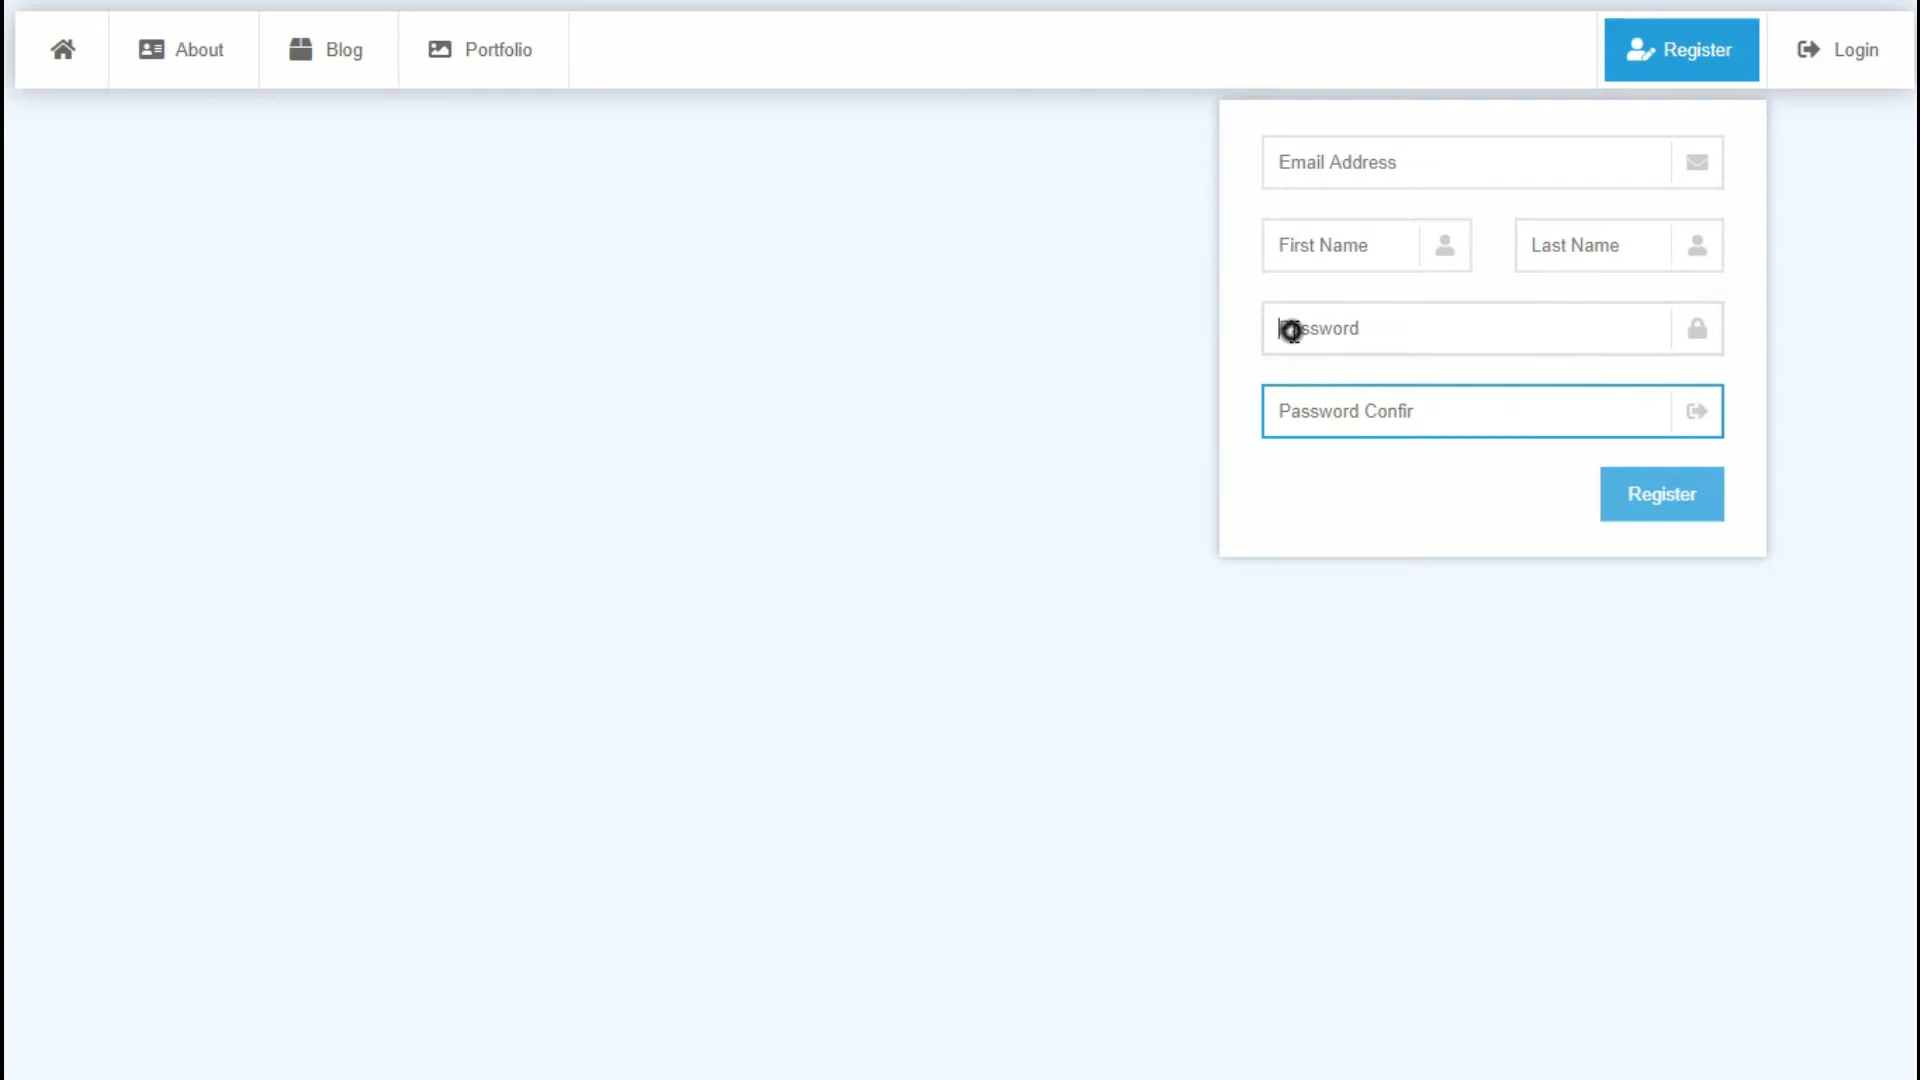 About Blog Portfolio Register Login
Email Address
First Name Last Name
ssword
Password Confir
Register